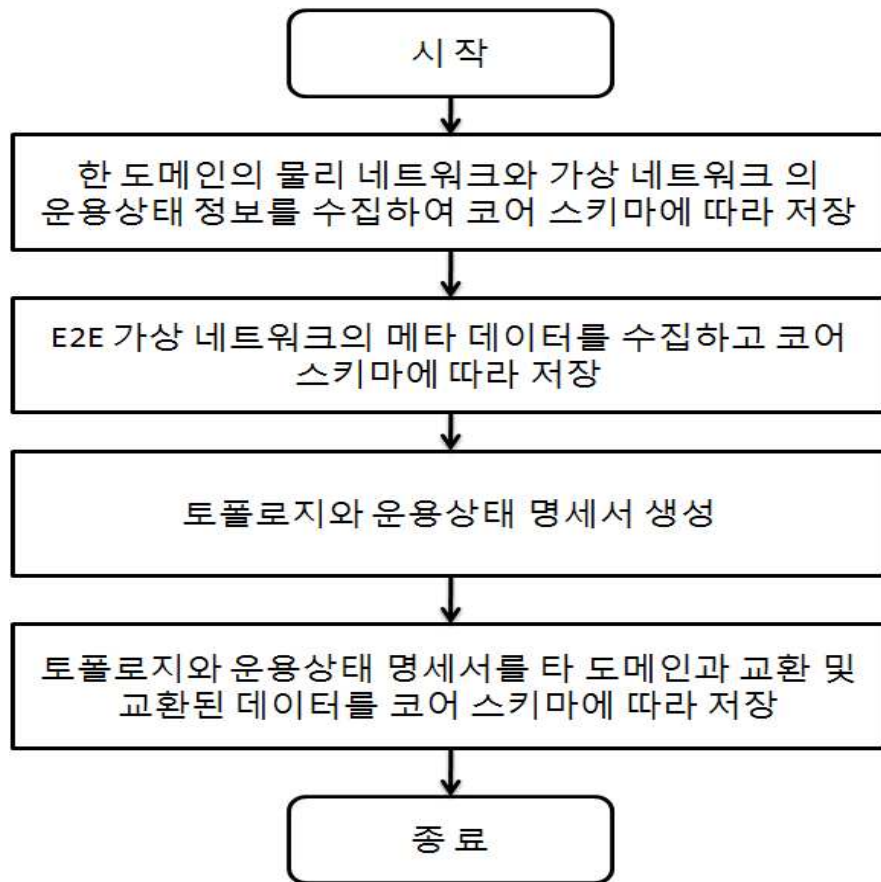 시 작
한 도메인의 물리 네트워크와 가상 네트워크 의
운용상태 정보를 수집하여 코어 스키마에 따라 저장
E2E 가상 네트워크의 메타 데이터를 수집하고 코어
스키마에 따라 저장
토폴로지와 운용상태 명세서 생성
토폴로지와 운용상태 명세서를 타 도메인과 교환 및
교환된 데이터를 코어 스키마에 따라 저장
종 료